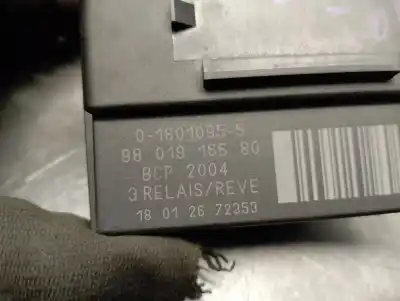 0-1601095-5
98 019 165 80
BCP 2004
3 RELAIS/REVE
18 01 26 72353